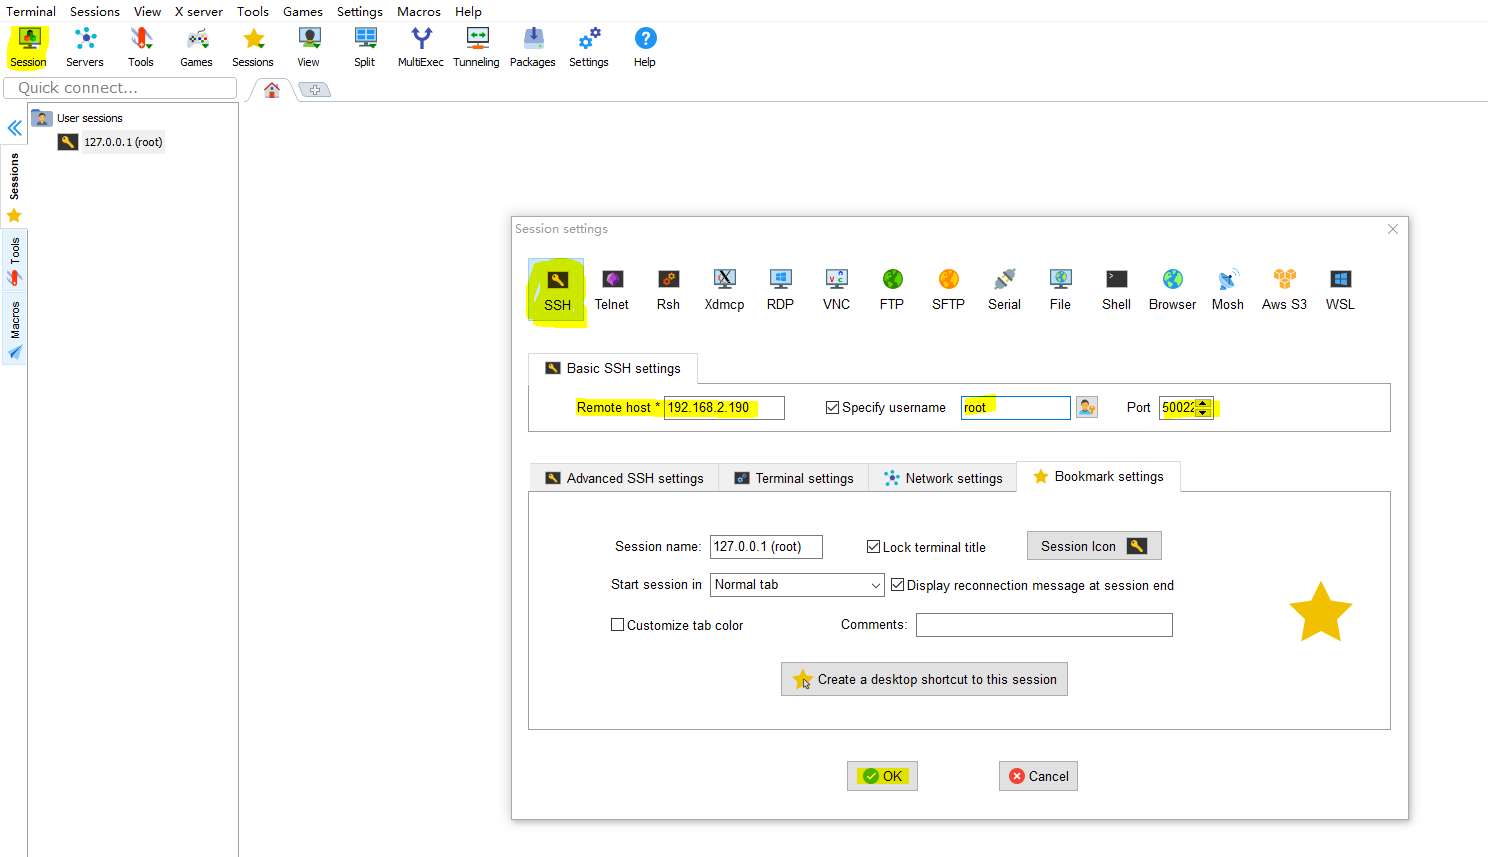 Terminal Sessions View X server Tools Games Settings Macros Help
Session Servers Tools Games Sessions View Split MultiExec Tunneling Packages Settings Help
Quick connect...
User sessions
127.0.0.1 (root)
Sessions
Tools
Macros
Session settings
SSH Telnet Rsh Xdmcp RDP VNC FTP SFTP Serial File Shell Browser Mosh Aws S3 WSL
Basic SSH settings
Remote host * 192.168.2.190 Specify username root Port 50022
Advanced SSH settings Terminal settings Network settings Bookmark settings
Session name: 127.0.0.1 (root) Lock terminal title Session Icon
Start session in Normal tab Display reconnection message at session end
Customize tab color Comments:
Create a desktop shortcut to this session
OK Cancel